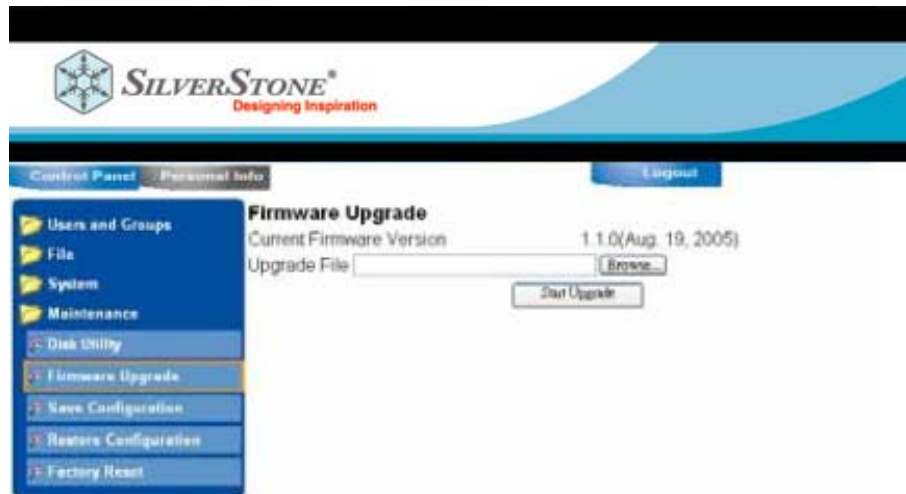 SILVERSTONE®
Designing Inspiration
Control Panel Personal Info Logout
Users and Groups
File
System
Maintenance
Disk Utility
Firmware Upgrade
Save Configuration
Restore Configuration
Factory Reset
Firmware Upgrade
Current Firmware Version 1.1.0(Aug. 19, 2005)
Upgrade File Browse...
Start Upgrade